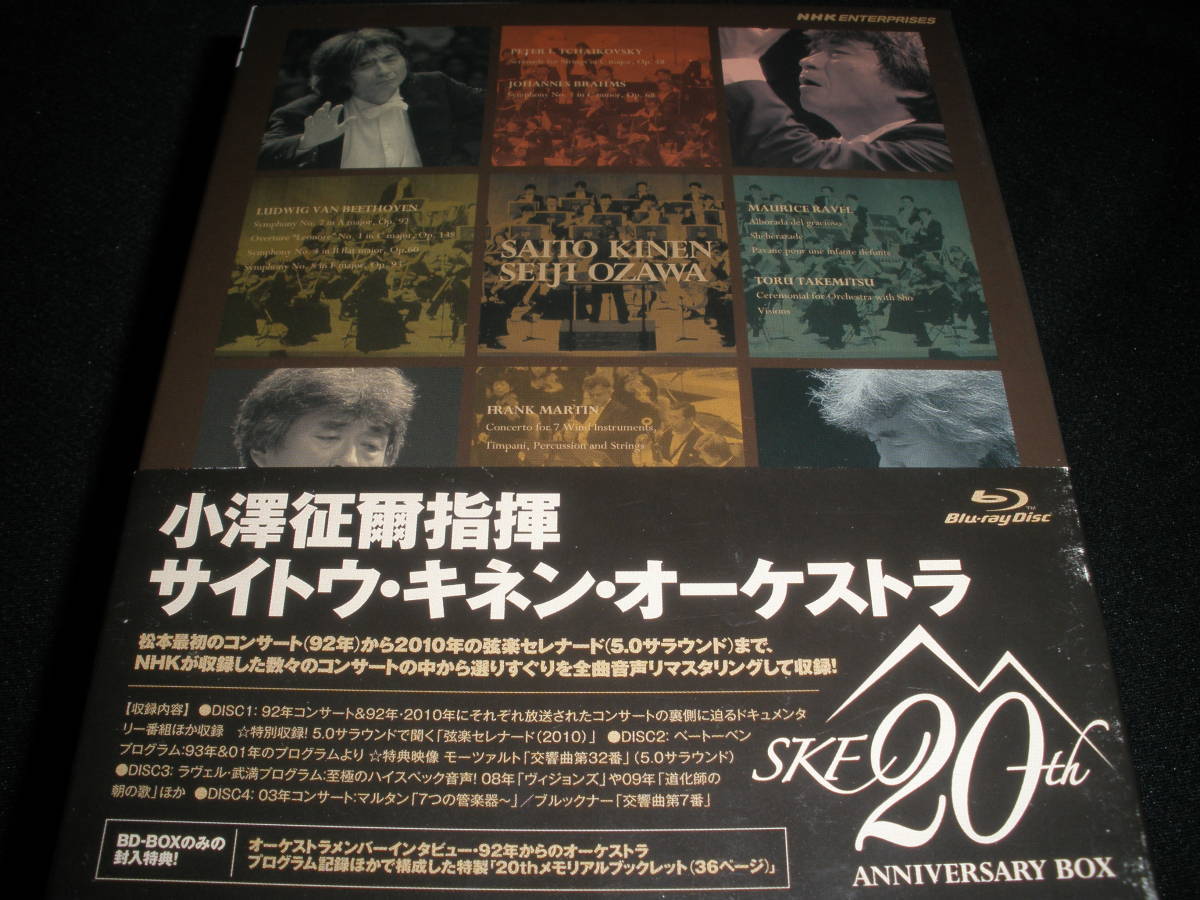 NHK ENTERPRISES
PETER I. TCHAIKOVSKY
Serenade for Strings in C major, Op. 48
JOHANNES BRAHMS
Symphony No. 1 in C minor, Op. 68
LUDWIG VAN BEETHOVEN
Symphony No. 7 in A major, Op. 92
Overture "Leonore" No. 1 in C major, Op. 138
Symphony No. 4 in B flat major, Op.60
Symphony No. 8 in F major, Op. 93
SAITO KINEN
SEIJI OZAWA
MAURICE RAVEL
Alborada del gracioso
Shéhérazade
Pavane pour une infante défunte
TORU TAKEMITSU
Ceremonial for Orchestra with Sho
Visions
FRANK MARTIN
Concerto for 7 Wind Instruments,
Timpani, Percussion and Strings
Blu-ray Disc
小澤征爾指揮
サイトウ・キネン・オーケストラ
松本最初のコンサート(92年)から2010年の弦楽セレナード(5.0サラウンド)まで、
NHKが収録した数々のコンサートの中から選りすぐりを全曲音声リマスタリングして収録!
【収録内容】 ●DISC1: 92年コンサート&92年・2010年にそれぞれ放送されたコンサートの裏側に迫るドキュメンタ
リー番組ほか収録 ☆特別収録! 5.0サラウンドで聞く「弦楽セレナード(2010)」 ●DISC2: ベートーベン
プログラム:93年&01年のプログラムより ☆特典映像 モーツァルト「交響曲第32番」(5.0サラウンド)
●DISC3: ラヴェル・武満プログラム:至極のハイスペック音声! 08年「ヴィジョンズ」や09年「道化師の
朝の歌」ほか ●DISC4: 03年コンサート:マルタン「7つの管楽器〜」/ブルックナー「交響曲第7番」
BD-BOXのみの
封入特典!
オーケストラメンバーインタビュー・92年からのオーケストラ
プログラム記録ほかで構成した特製「20thメモリアルブックレット(36ページ)」
SKF 20th
ANNIVERSARY BOX